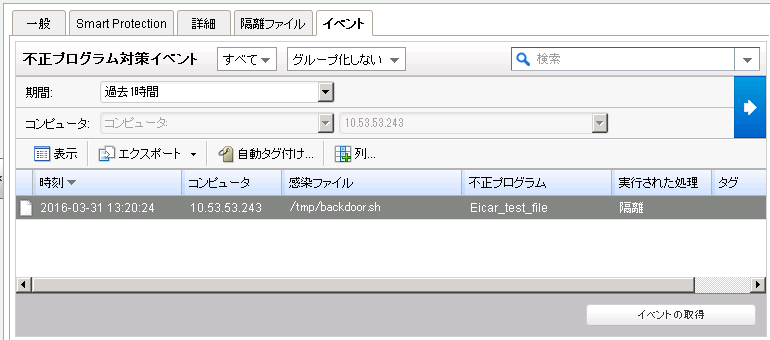 一般 Smart Protection 詳細 隔離ファイル イベント
不正プログラム対策イベント すべて グループ化しない 検索
期間: 過去1時間
コンピュータ: コンピュータ: 10.53.53.243
表示 エクスポート 自動タグ付け... 列...
時刻 コンピュータ 感染ファイル 不正プログラム 実行された処理 タグ
2016-03-31 13:20:24 10.53.53.243 /tmp/backdoor.sh Eicar_test_file 隔離
イベントの取得